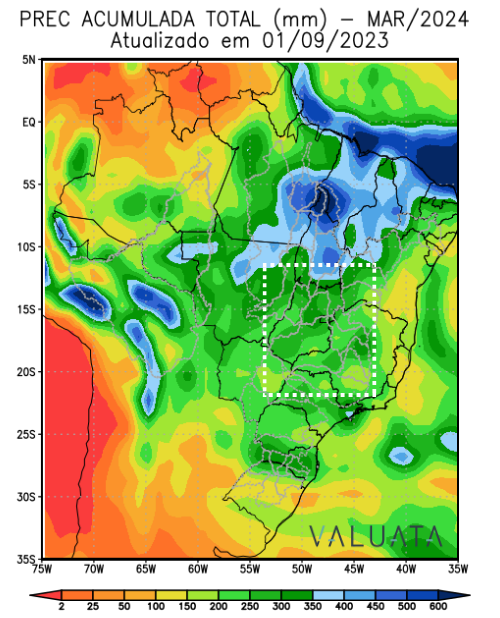 PREC ACUMULADA TOTAL (mm) – MAR/2024
Atualizado em 01/09/2023
5N
EQ
5S
10S
15S
20S
25S
30S
35S
VALUATA
75W 70W 65W 60W 55W 50W 45W 40W 35W
2 25 50 100 150 200 250 300 350 400 450 500 600